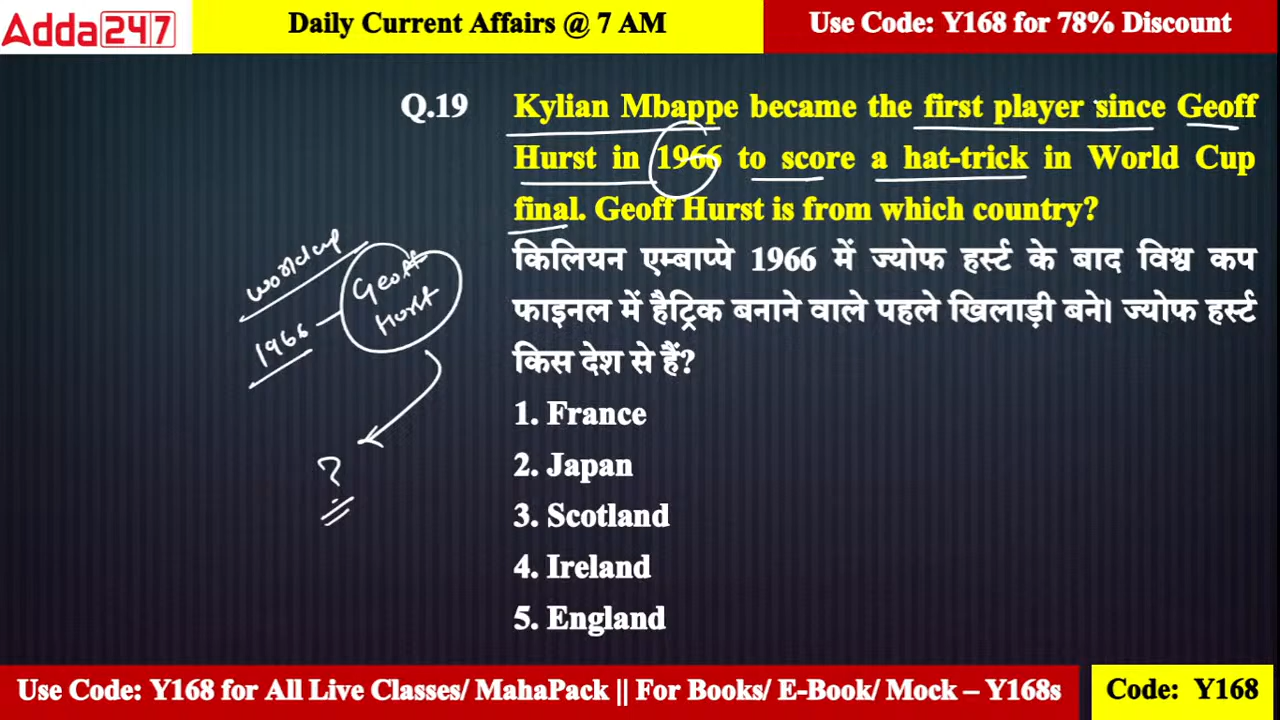 Adda247
Daily Current Affairs @ 7 AM
Use Code: Y168 for 78% Discount
Q.19
Kylian Mbappe became the first player since Geoff
Hurst in 1966 to score a hat-trick in World Cup
final. Geoff Hurst is from which country?
किलियन एम्बाप्पे 1966 में ज्योफ हर्स्ट के बाद विश्व कप
फाइनल में हैट्रिक बनाने वाले पहले खिलाड़ी बने। ज्योफ हर्स्ट
किस देश से हैं?
1. France
2. Japan
3. Scotland
4. Ireland
5. England
worldcup
1966
Geoff
Hurst
?
Use Code: Y168 for All Live Classes/ MahaPack || For Books/ E-Book/ Mock – Y168s
Code: Y168